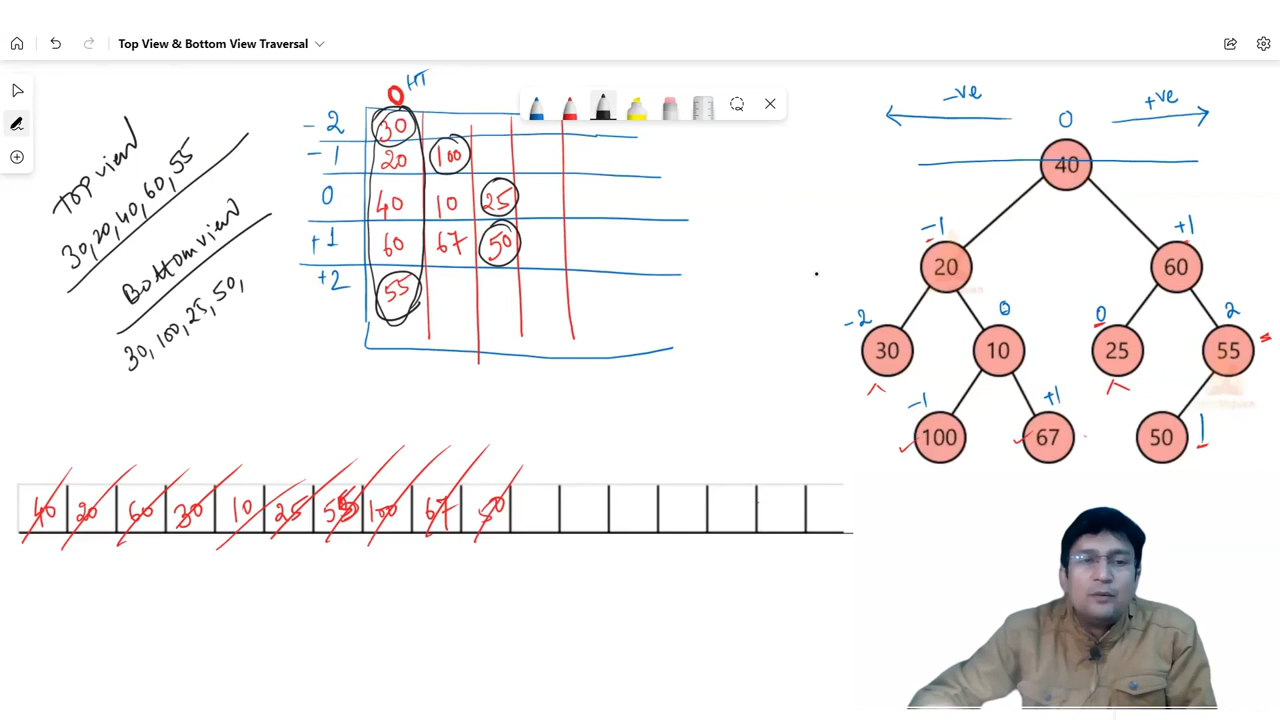 Top View & Bottom View Traversal
Top view
30, 20, 40, 60, 55
Bottom view
30, 100, 25, 50,
0 HT
-2 30
-1 20 100
0 40 10 25
+1 60 67 50
+2 55
-ve +ve
0
40
-1 +1
20 60
-2 0 0 2
30 10 25 55
-1 +1
100 67 50 1
40 20 60 30 10 25 55 100 67 50